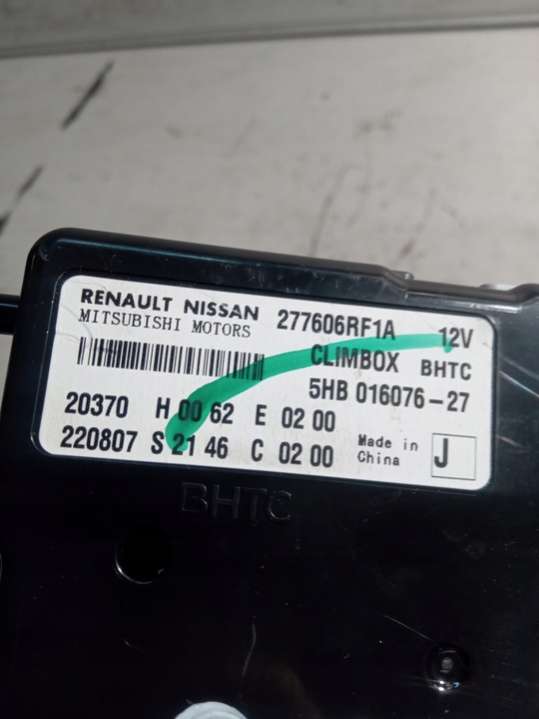 RENAULT NISSAN 277606RF1A 12V
MITSUBISHI MOTORS
CLIMBOX BHTC
5HB 016076-27
20370 H 00 62 E 02 00
220807 S 21 46 C 02 00
Made in
China
J
BHTC